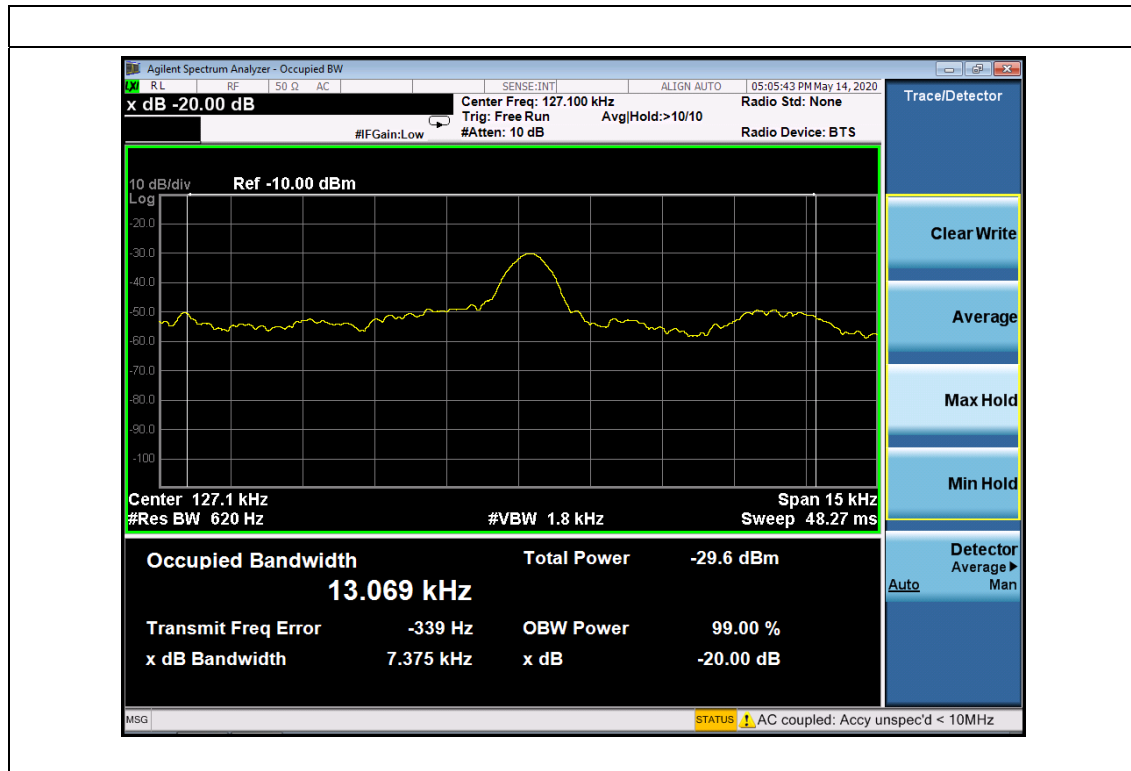 Agilent Spectrum Analyzer - Occupied BW
LXI RL RF 50 Ω AC SENSE:INT ALIGN AUTO 05:05:43 PM May 14, 2020
x dB -20.00 dB
Center Freq: 127.100 kHz Radio Std: None
Trig: Free Run Avg|Hold:>10/10
#IFGain:Low #Atten: 10 dB Radio Device: BTS
Trace/Detector
10 dB/div Ref -10.00 dBm
Log
-20.0
-30.0
-40.0
-50.0
-60.0
-70.0
-80.0
-90.0
-100
Center 127.1 kHz Span 15 kHz
#Res BW 620 Hz #VBW 1.8 kHz Sweep 48.27 ms
Occupied Bandwidth Total Power -29.6 dBm
13.069 kHz
Transmit Freq Error -339 Hz OBW Power 99.00 %
x dB Bandwidth 7.375 kHz x dB -20.00 dB
Clear Write
Average
Max Hold
Min Hold
Detector
Average▶
Auto Man
MSG STATUS AC coupled: Accy unspec'd < 10MHz